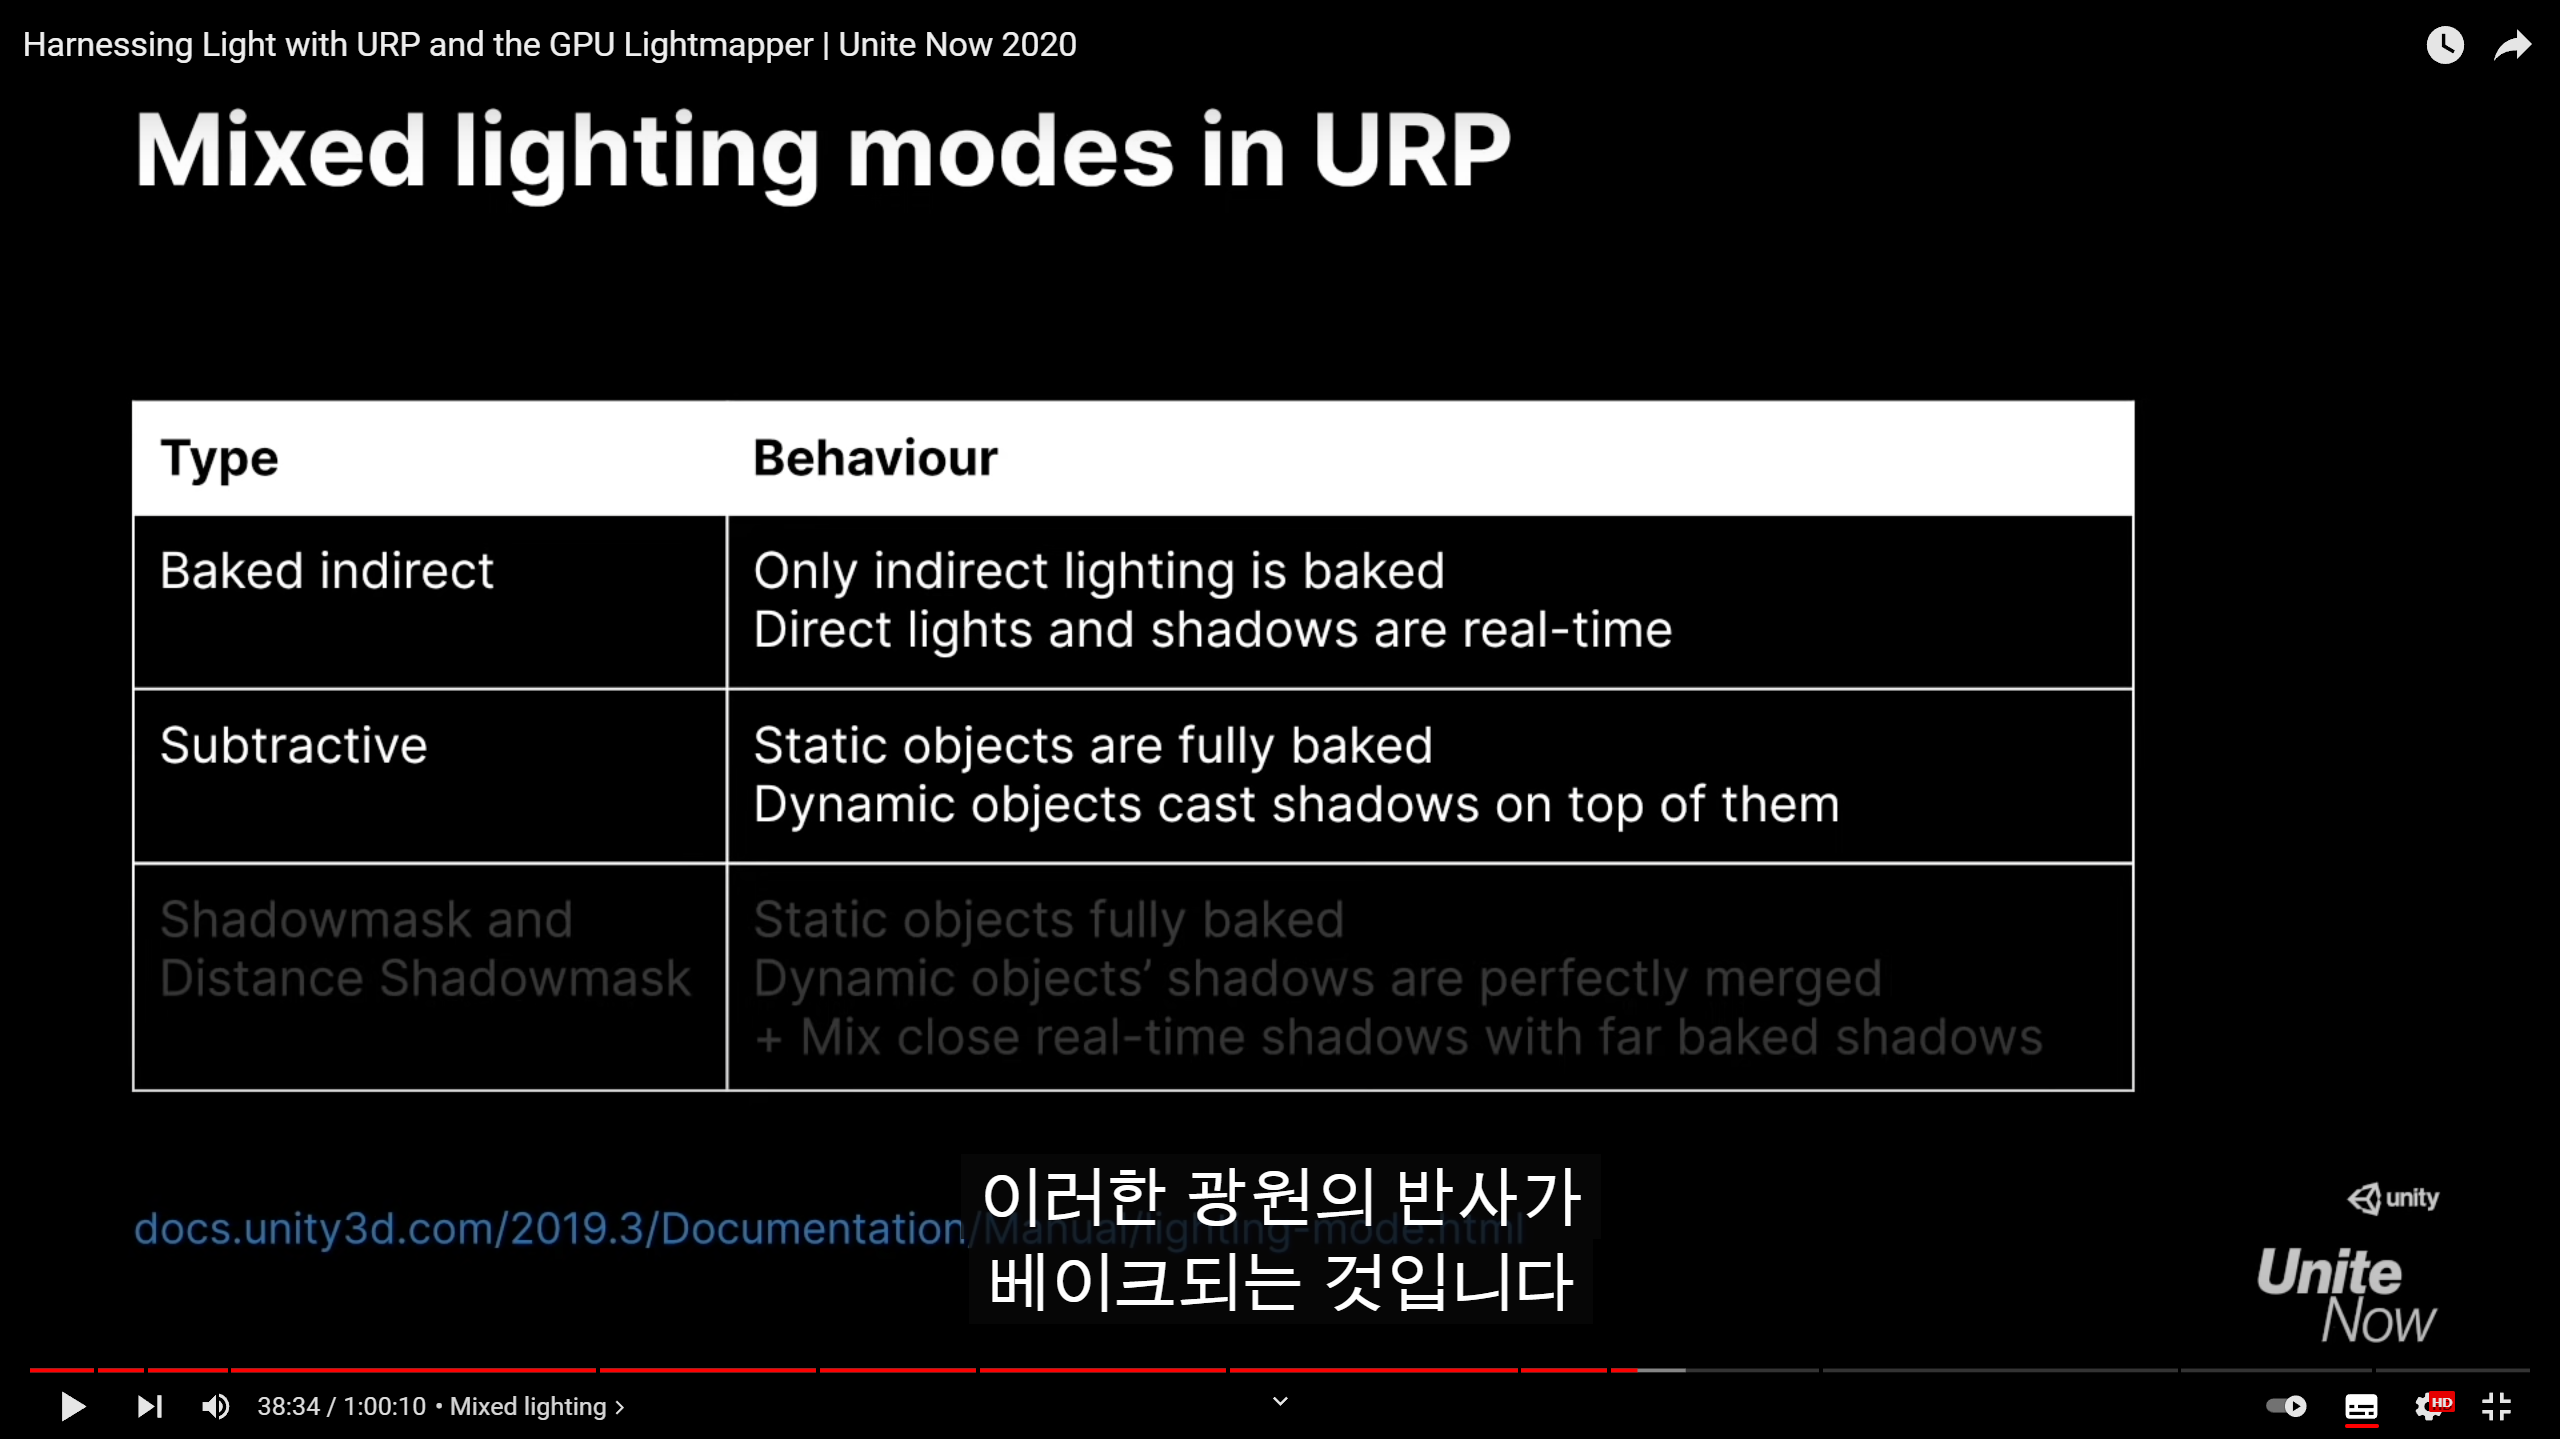 Harnessing Light with URP and the GPU Lightmapper | Unite Now 2020
Mixed lighting modes in URP
Type
Behaviour
Baked indirect
Only indirect lighting is baked
Direct lights and shadows are real-time
Subtractive
Static objects are fully baked
Dynamic objects cast shadows on top of them
Shadowmask and
Distance Shadowmask
Static objects fully baked
Dynamic objects’ shadows are perfectly merged
+ Mix close real-time shadows with far baked shadows
docs.unity3d.com/2019.3/Documentation/Manual/lighting-mode.html
이러한 광원의 반사가
베이크되는 것입니다
unity
Unite
Now
38:34 / 1:00:10 • Mixed lighting >
HD